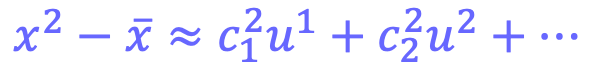 x² − x̄ ≈ c₁²u¹ + c₂²u² + ⋯